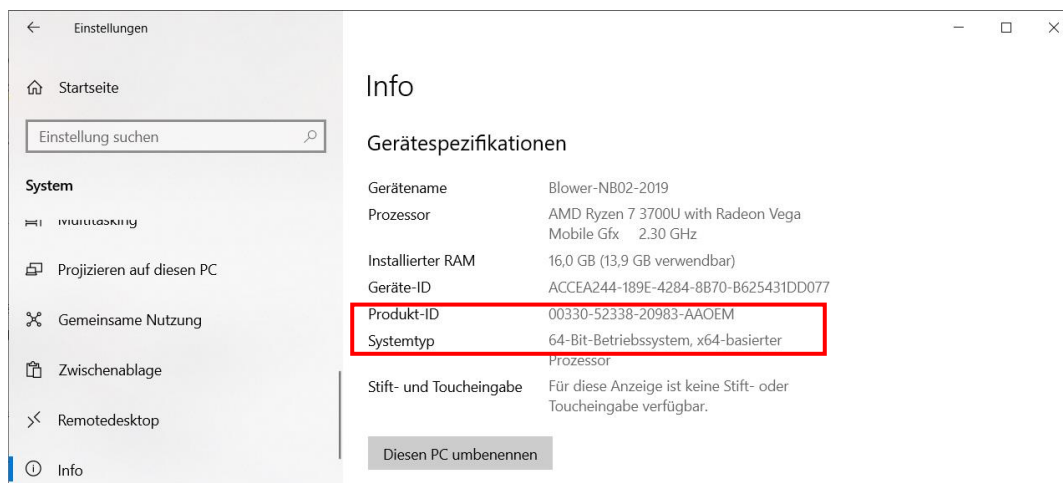 Einstellungen
Startseite
Einstellung suchen
System
Multitasking
Projizieren auf diesen PC
Gemeinsame Nutzung
Zwischenablage
Remotedesktop
Info
Info
Gerätespezifikationen
Gerätename Blower-NB02-2019
Prozessor AMD Ryzen 7 3700U with Radeon Vega
Mobile Gfx 2.30 GHz
Installierter RAM 16,0 GB (13,9 GB verwendbar)
Geräte-ID ACCEA244-189E-4284-8B70-B625431DD077
Produkt-ID 00330-52338-20983-AAOEM
Systemtyp 64-Bit-Betriebssystem, x64-basierter
Prozessor
Stift- und Toucheingabe Für diese Anzeige ist keine Stift- oder
Toucheingabe verfügbar.
Diesen PC umbenennen